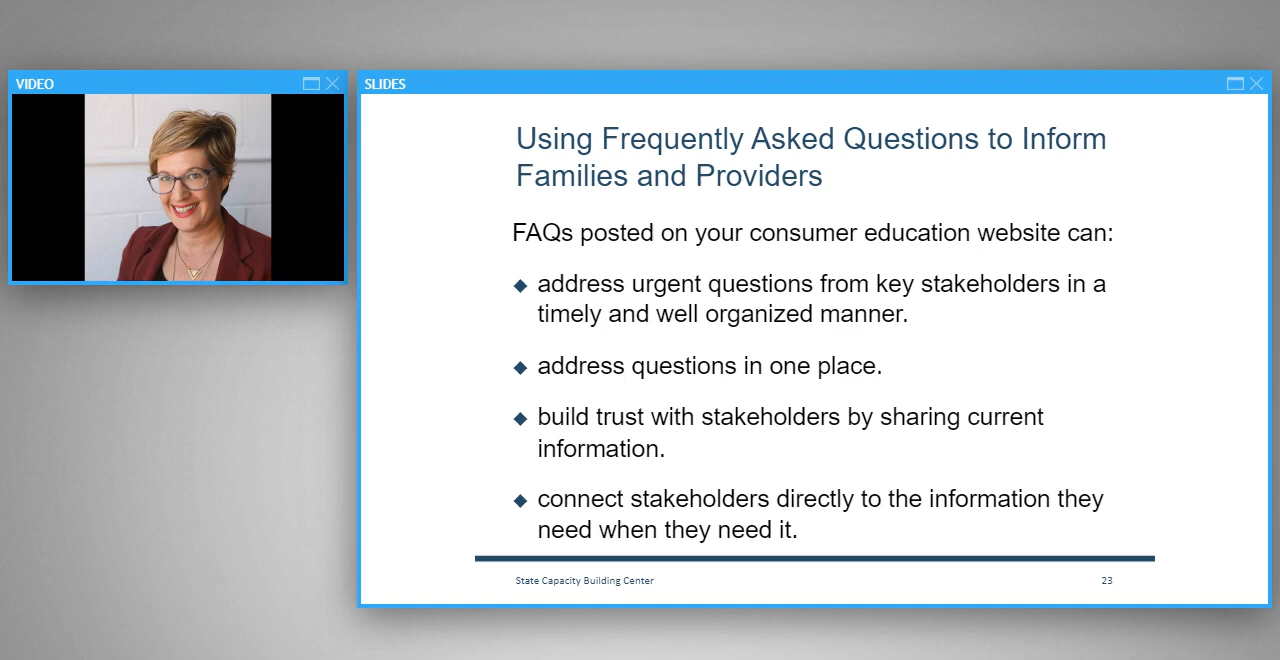 VIDEO
SLIDES
Using Frequently Asked Questions to Inform
Families and Providers
FAQs posted on your consumer education website can:
address urgent questions from key stakeholders in a
timely and well organized manner.
address questions in one place.
build trust with stakeholders by sharing current
information.
connect stakeholders directly to the information they
need when they need it.
State Capacity Building Center
23